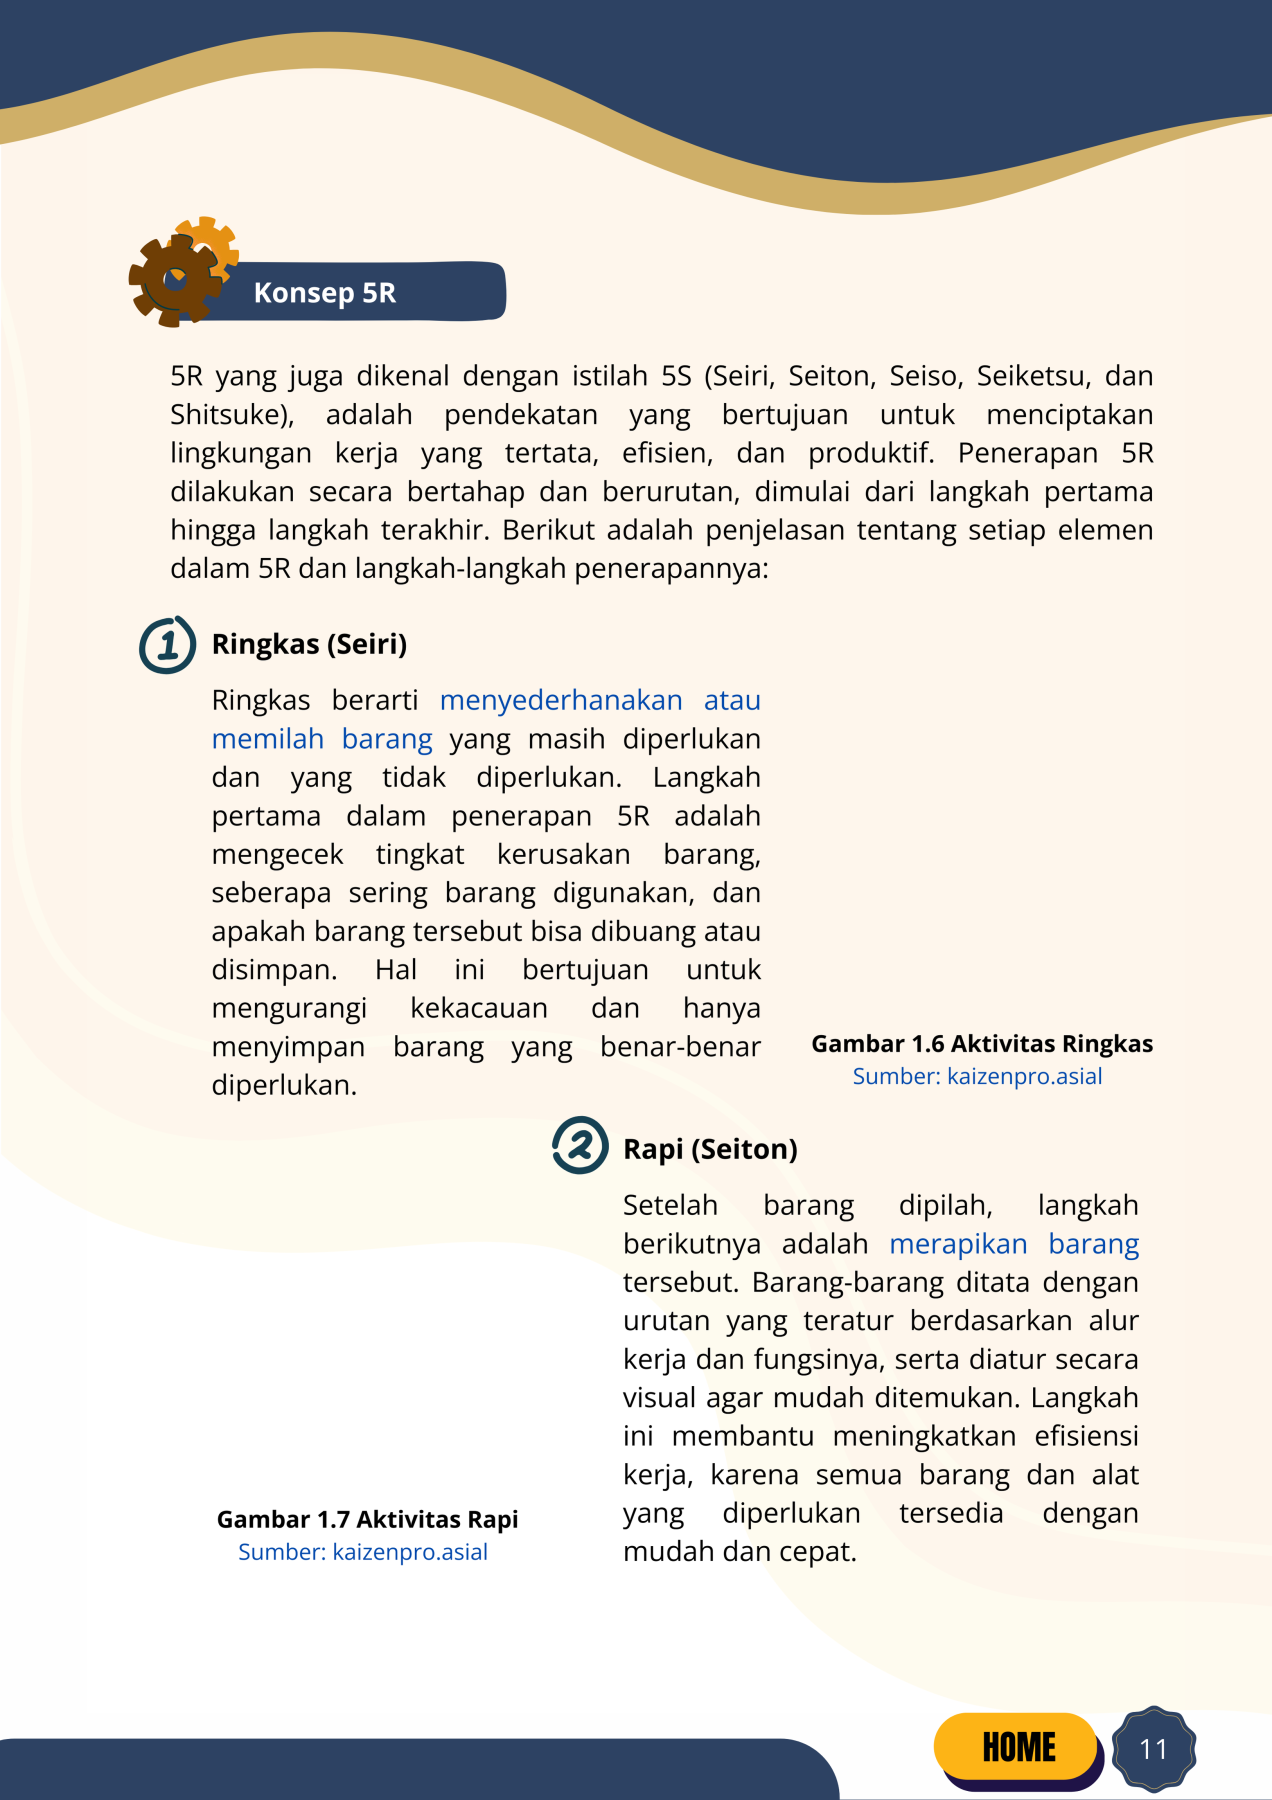 Konsep 5R
5R yang juga dikenal dengan istilah 5S (Seiri, Seiton, Seiso, Seiketsu, dan
Shitsuke), adalah pendekatan yang bertujuan untuk menciptakan
lingkungan kerja yang tertata, efisien, dan produktif. Penerapan 5R
dilakukan secara bertahap dan berurutan, dimulai dari langkah pertama
hingga langkah terakhir. Berikut adalah penjelasan tentang setiap elemen
dalam 5R dan langkah-langkah penerapannya:
1 Ringkas (Seiri)
Ringkas berarti menyederhanakan atau
memilah barang yang masih diperlukan
dan yang tidak diperlukan. Langkah
pertama dalam penerapan 5R adalah
mengecek tingkat kerusakan barang,
seberapa sering barang digunakan, dan
apakah barang tersebut bisa dibuang atau
disimpan. Hal ini bertujuan untuk
mengurangi kekacauan dan hanya
menyimpan barang yang benar-benar
diperlukan.
Gambar 1.6 Aktivitas Ringkas
Sumber: kaizenpro.asial
2 Rapi (Seiton)
Setelah barang dipilah, langkah
berikutnya adalah merapikan barang
tersebut. Barang-barang ditata dengan
urutan yang teratur berdasarkan alur
kerja dan fungsinya, serta diatur secara
visual agar mudah ditemukan. Langkah
ini membantu meningkatkan efisiensi
kerja, karena semua barang dan alat
yang diperlukan tersedia dengan
mudah dan cepat.
Gambar 1.7 Aktivitas Rapi
Sumber: kaizenpro.asial
HOME
11